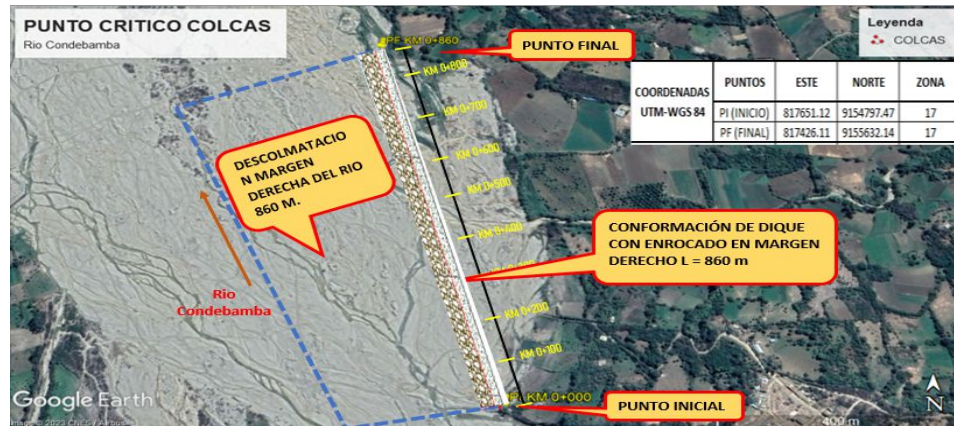 PUNTO CRITICO COLCAS
Rio Condebamba
PF KM 0+860
PUNTO FINAL
Leyenda
COLCAS
COORDENADAS
UTM-WGS 84
PUNTOS ESTE NORTE ZONA
PI (INICIO) 817651.12 9154797.47 17
PF (FINAL) 817426.11 9155632.14 17
KM 0+800
KM 0+700
KM 0+600
KM 0+500
KM 0+400
KM 0+200
KM 0+100
DESCOLMATACIO
N MARGEN
DERECHA DEL RIO
860 M.
CONFORMACIÓN DE DIQUE
CON ENROCADO EN MARGEN
DERECHO L = 860 m
Rio
Condebamba
KM 0+000
PUNTO INICIAL
Google Earth
Image © 2023 CNES / Airbus
400 m
N